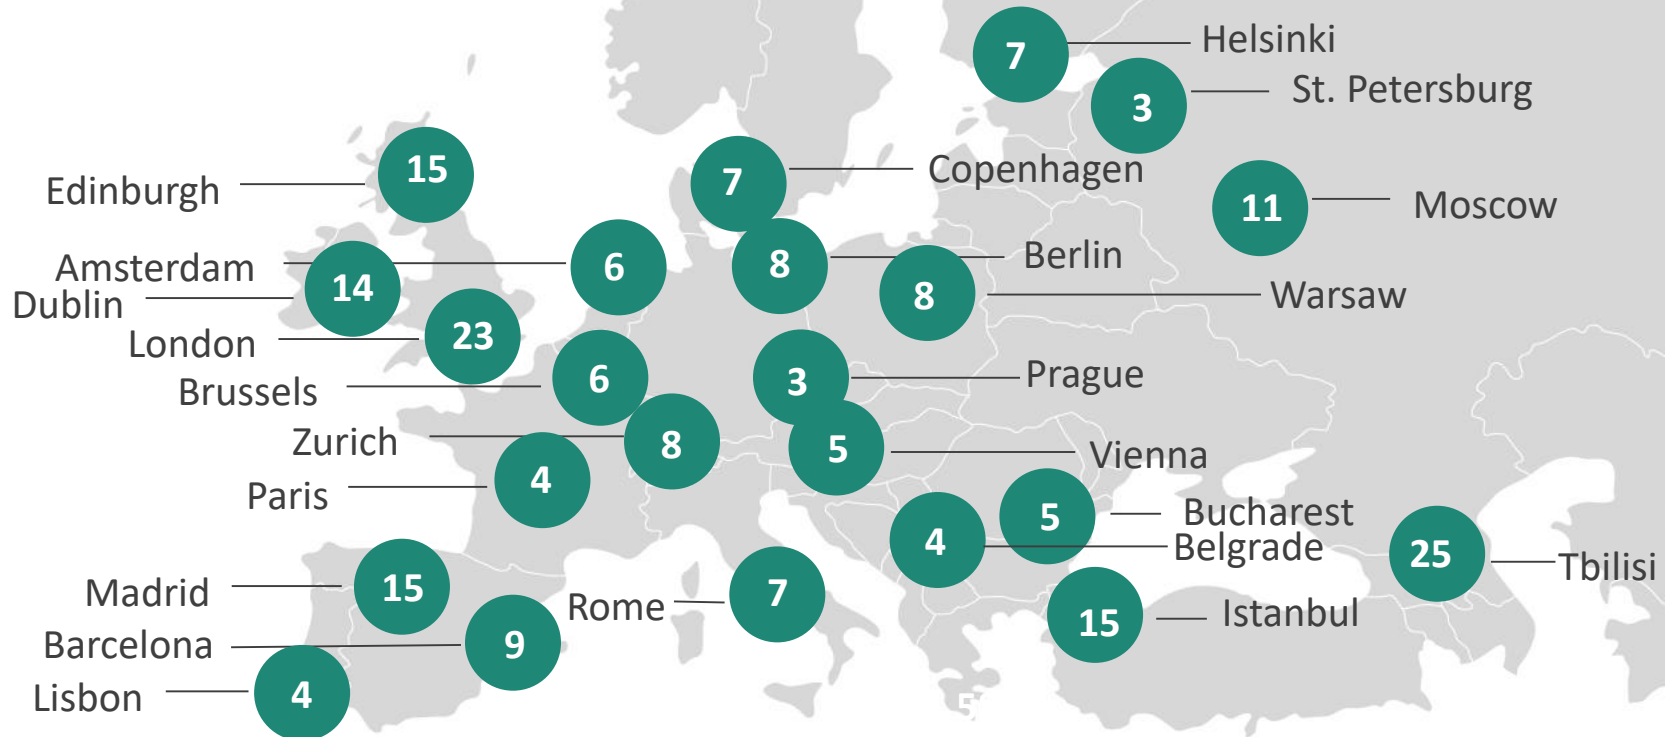 7 Helsinki
3 St. Petersburg
Edinburgh 15
7 Copenhagen
11 Moscow
Amsterdam 6
8 Berlin
Dublin 14
8 Warsaw
London 23
Brussels 6
3 Prague
Zurich 8
5 Vienna
Paris 4
5 Bucharest
4 Belgrade
25 Tbilisi
Madrid 15
Rome 7
15 Istanbul
Barcelona 9
Lisbon 4
5